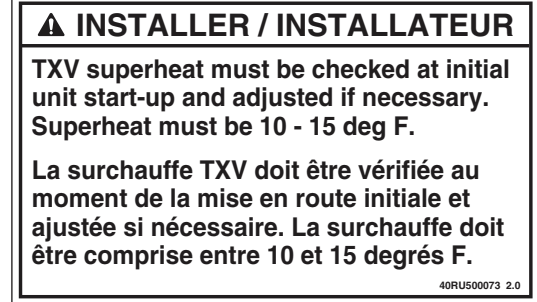 ⚠ INSTALLER / INSTALLATEUR
TXV superheat must be checked at initial
unit start-up and adjusted if necessary.
Superheat must be 10 - 15 deg F.
La surchauffe TXV doit être vérifiée au
moment de la mise en route initiale et
ajustée si nécessaire. La surchauffe doit
être comprise entre 10 et 15 degrés F.
40RU500073 2.0